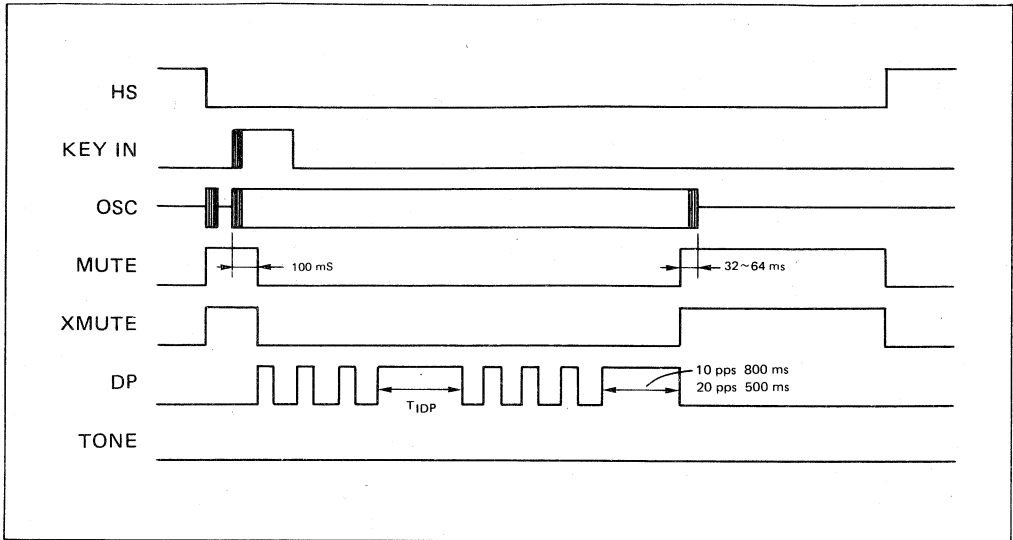 HS
KEY IN
OSC
MUTE
100 mS
32~64 ms
XMUTE
DP
10 pps 800 ms
20 pps 500 ms
TIDP
TONE